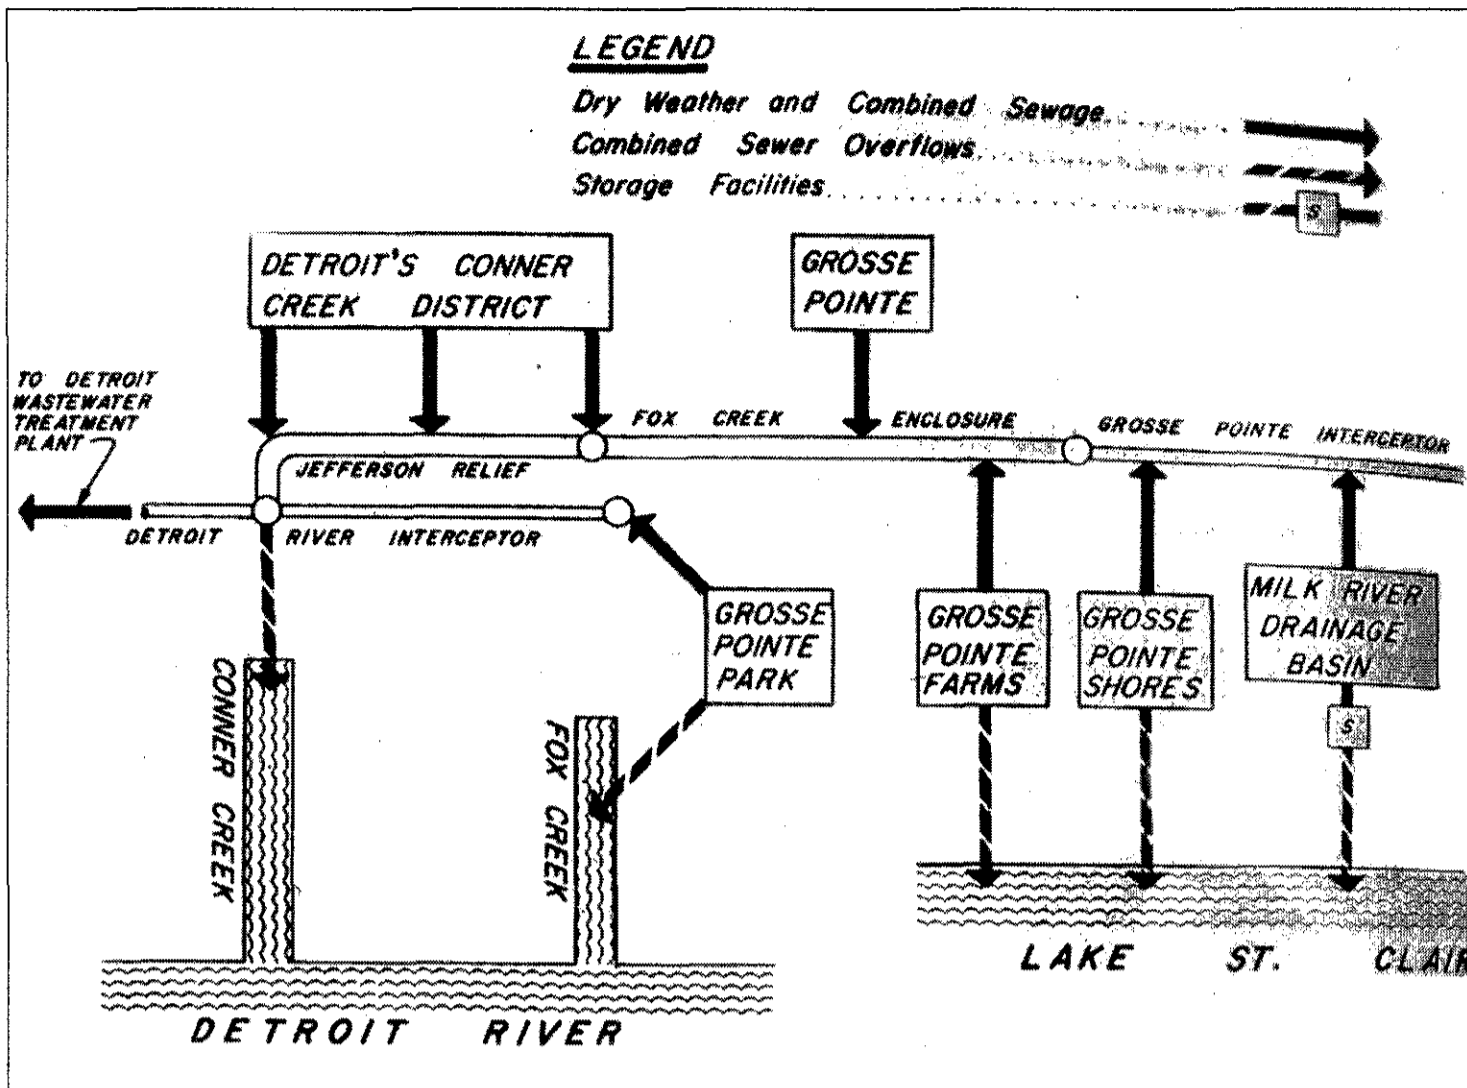 LEGEND
Dry Weather and Combined Sewage
Combined Sewer Overflows
Storage Facilities
S
DETROIT'S CONNER
CREEK DISTRICT
GROSSE
POINTE
TO DETROIT
WASTEWATER
TREATMENT
PLANT
FOX CREEK ENCLOSURE
GROSSE POINTE INTERCEPTOR
JEFFERSON RELIEF
DETROIT RIVER INTERCEPTOR
GROSSE
POINTE
PARK
GROSSE
POINTE
FARMS
GROSSE
POINTE
SHORES
MILK RIVER
DRAINAGE
BASIN
S
CONNER CREEK
FOX CREEK
LAKE ST. CLAIR
DETROIT RIVER